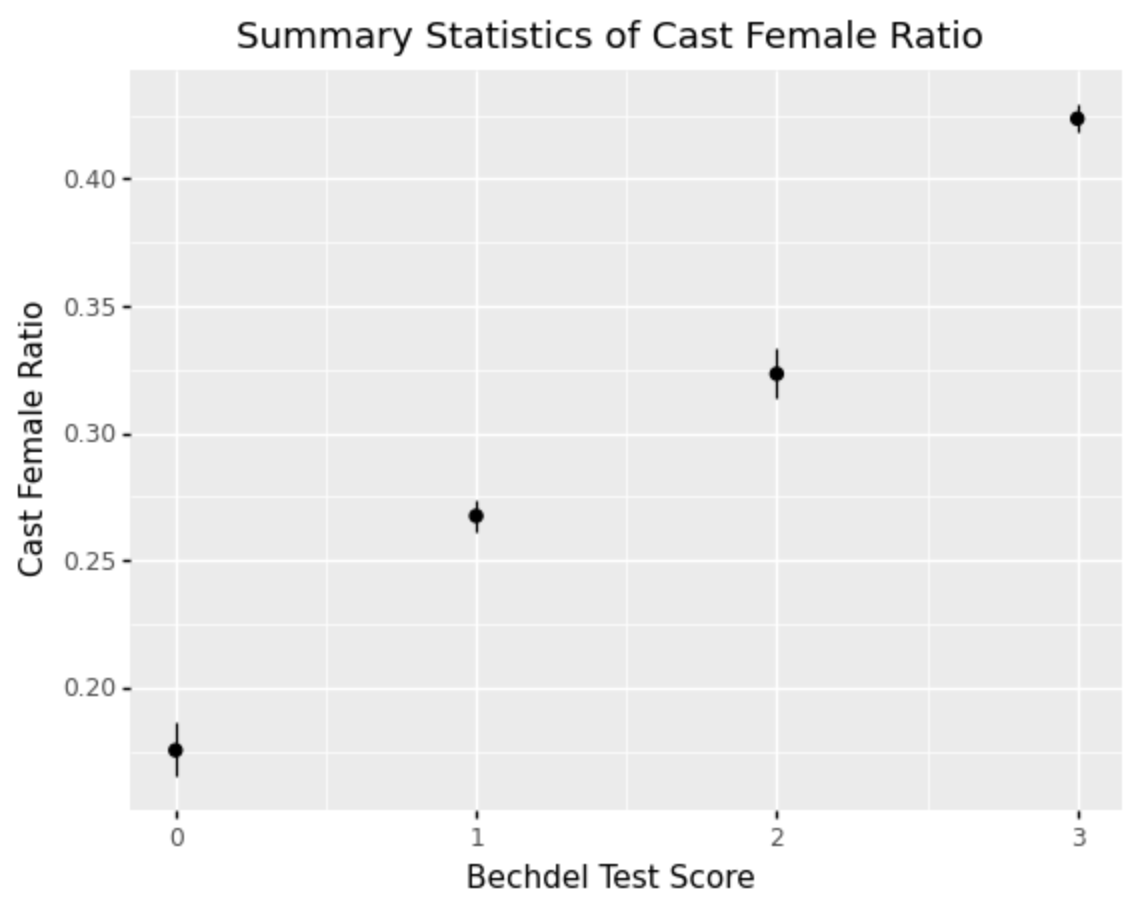 Summary Statistics of Cast Female Ratio
0.40
0.35
0.30
0.25
0.20
Cast Female Ratio
0 1 2 3
Bechdel Test Score